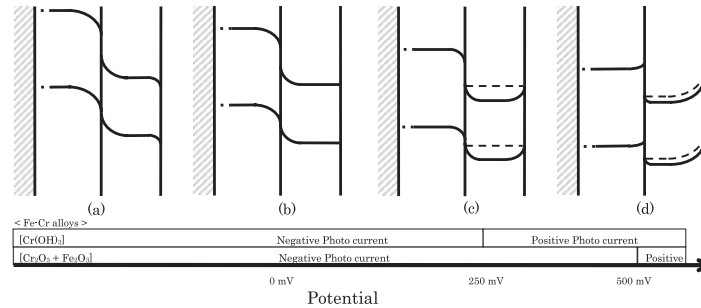 (a) (b) (c) (d)
< Fe-Cr alloys >
[Cr(OH)₃] Negative Photo current Positive Photo current
[Cr₂O₃ + Fe₂O₃] Negative Photo current Positive
0 mV 250 mV 500 mV
Potential